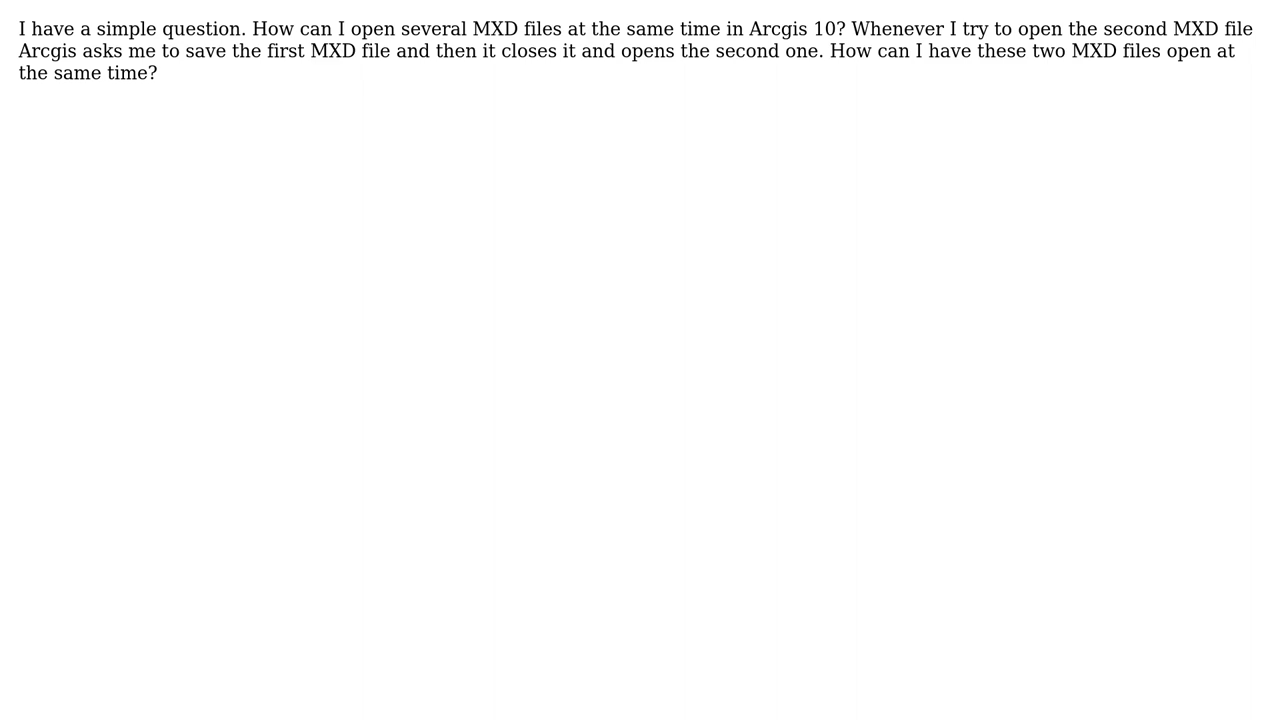 I have a simple question. How can I open several MXD files at the same time in Arcgis 10? Whenever I try to open the second MXD file
Arcgis asks me to save the first MXD file and then it closes it and opens the second one. How can I have these two MXD files open at
the same time?